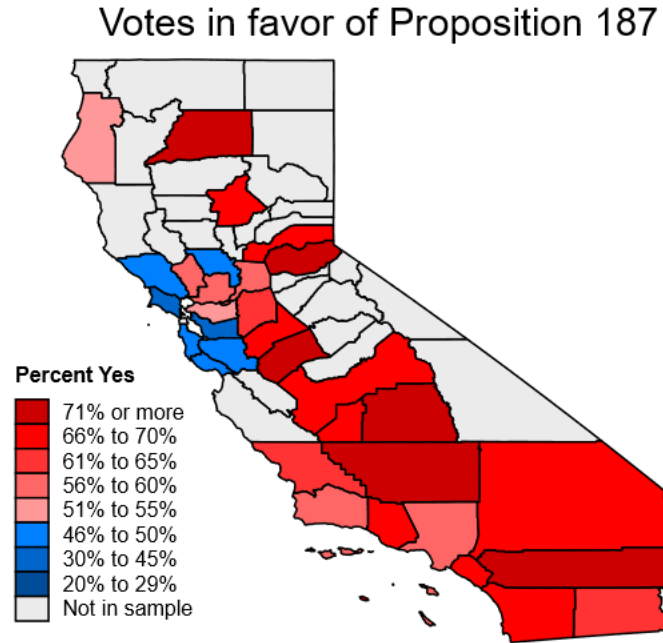 Votes in favor of Proposition 187
Percent Yes
71% or more
66% to 70%
61% to 65%
56% to 60%
51% to 55%
46% to 50%
30% to 45%
20% to 29%
Not in sample